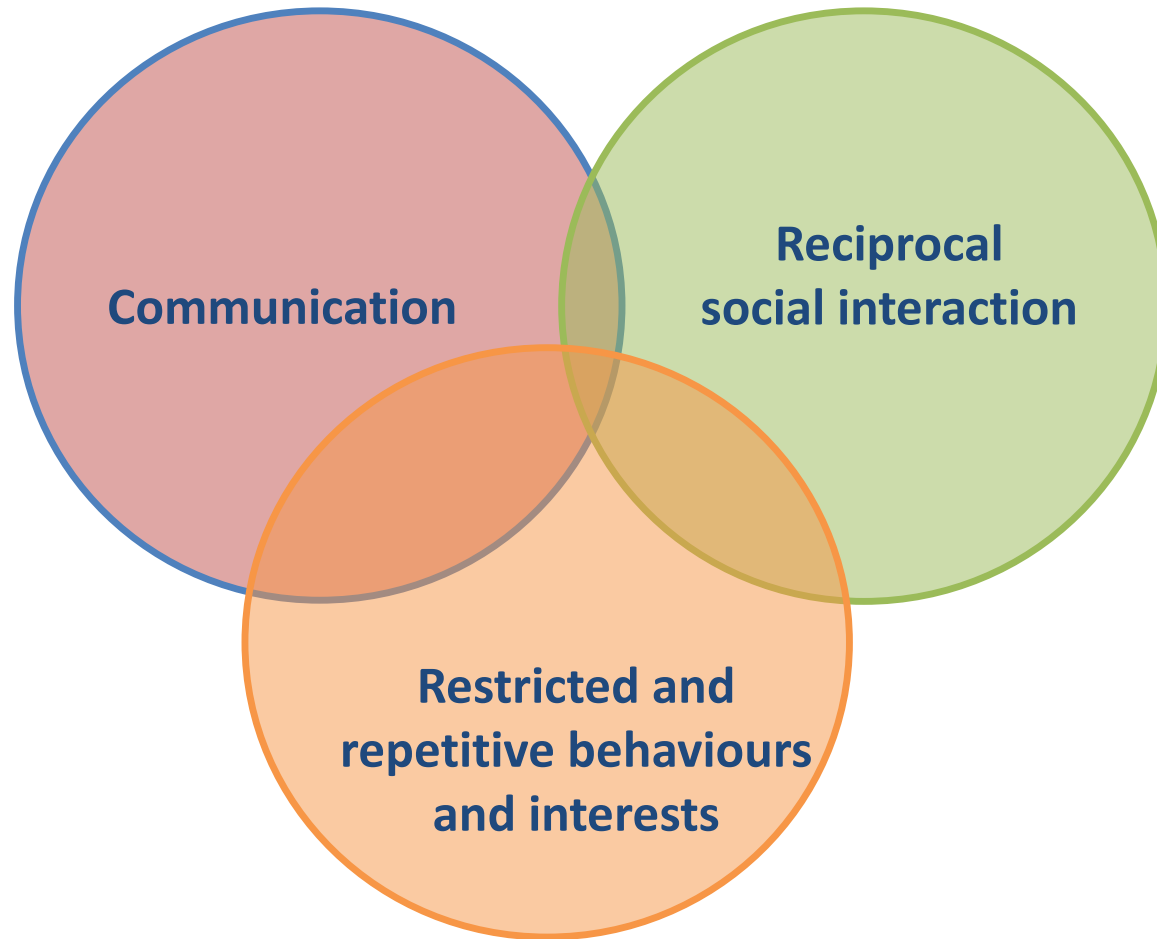 Communication
Reciprocal
social interaction
Restricted and
repetitive behaviours
and interests